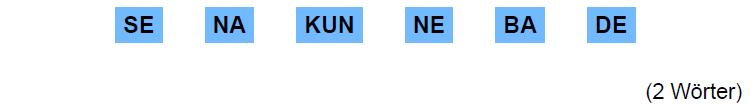 SE NA KUN NE BA DE
(2 Wörter)